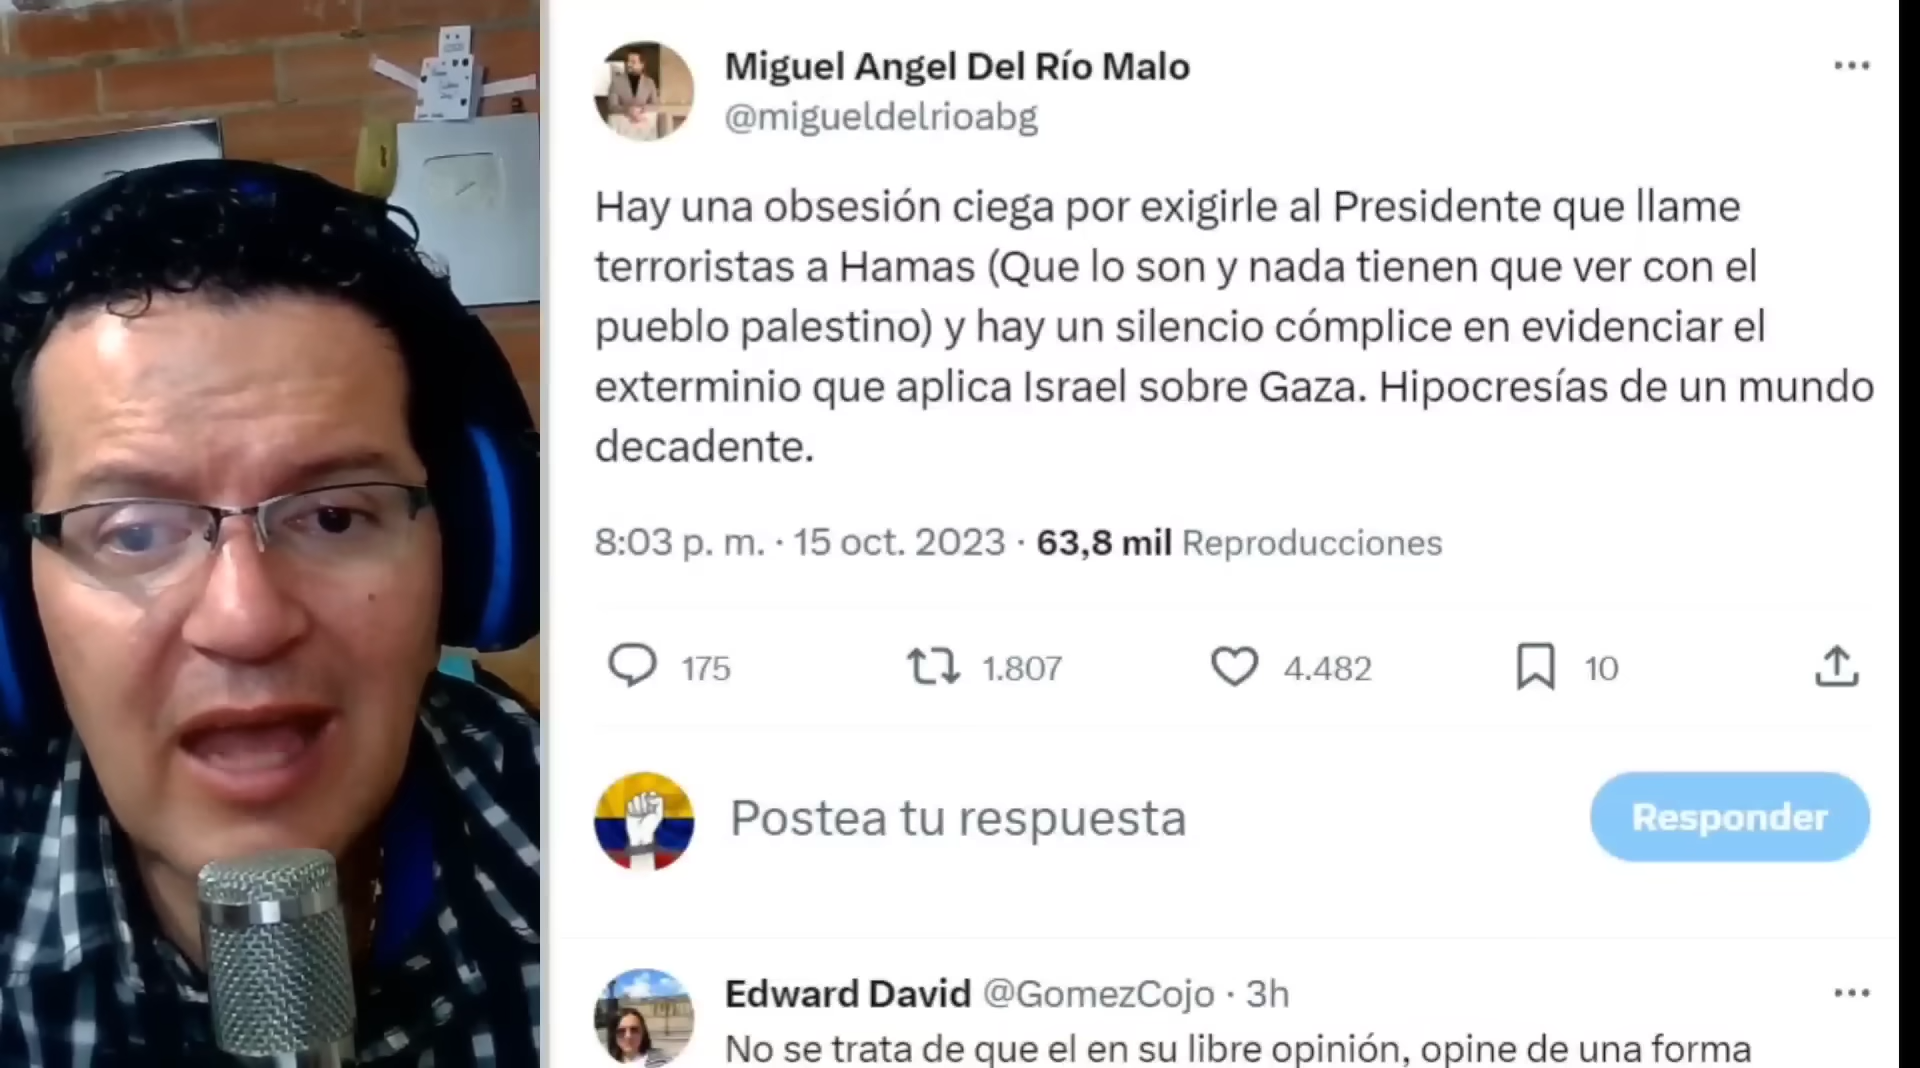 Miguel Angel Del Río Malo
@migueldelrioabg
Hay una obsesión ciega por exigirle al Presidente que llame
terroristas a Hamas (Que lo son y nada tienen que ver con el
pueblo palestino) y hay un silencio cómplice en evidenciar el
exterminio que aplica Israel sobre Gaza. Hipocresías de un mundo
decadente.
8:03 p. m. · 15 oct. 2023 · 63,8 mil Reproducciones
175 1.807 4.482 10
Postea tu respuesta
Responder
Edward David @GomezCojo · 3h
No se trata de que el en su libre opinión, opine de una forma